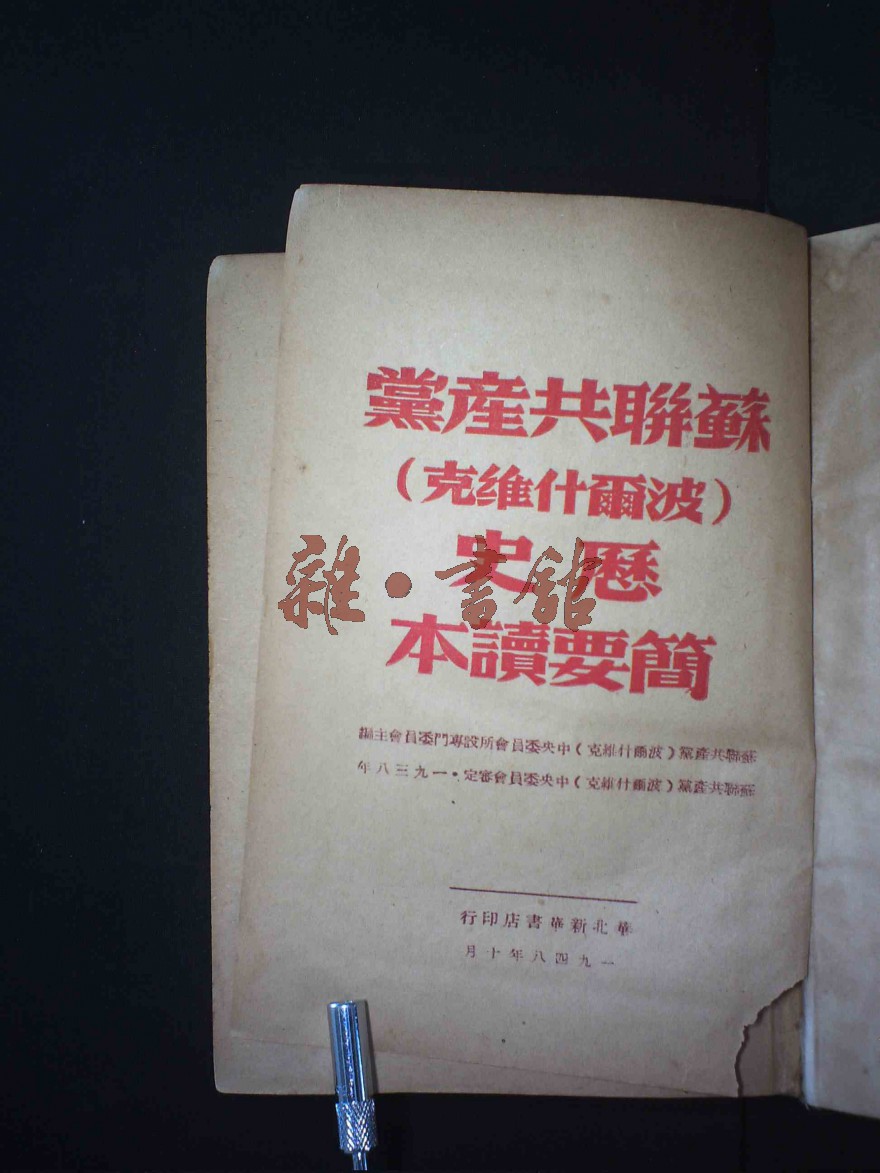 蘇聯共產黨
（波爾什維克）
歷史
簡要讀本
蘇聯共產黨（波爾什維克）中央委員會所設專門委員會主編
蘇聯共產黨（波爾什維克）中央委員會審定·一九三八年
華北新華書店印行
一九四八年十月
雜·書館